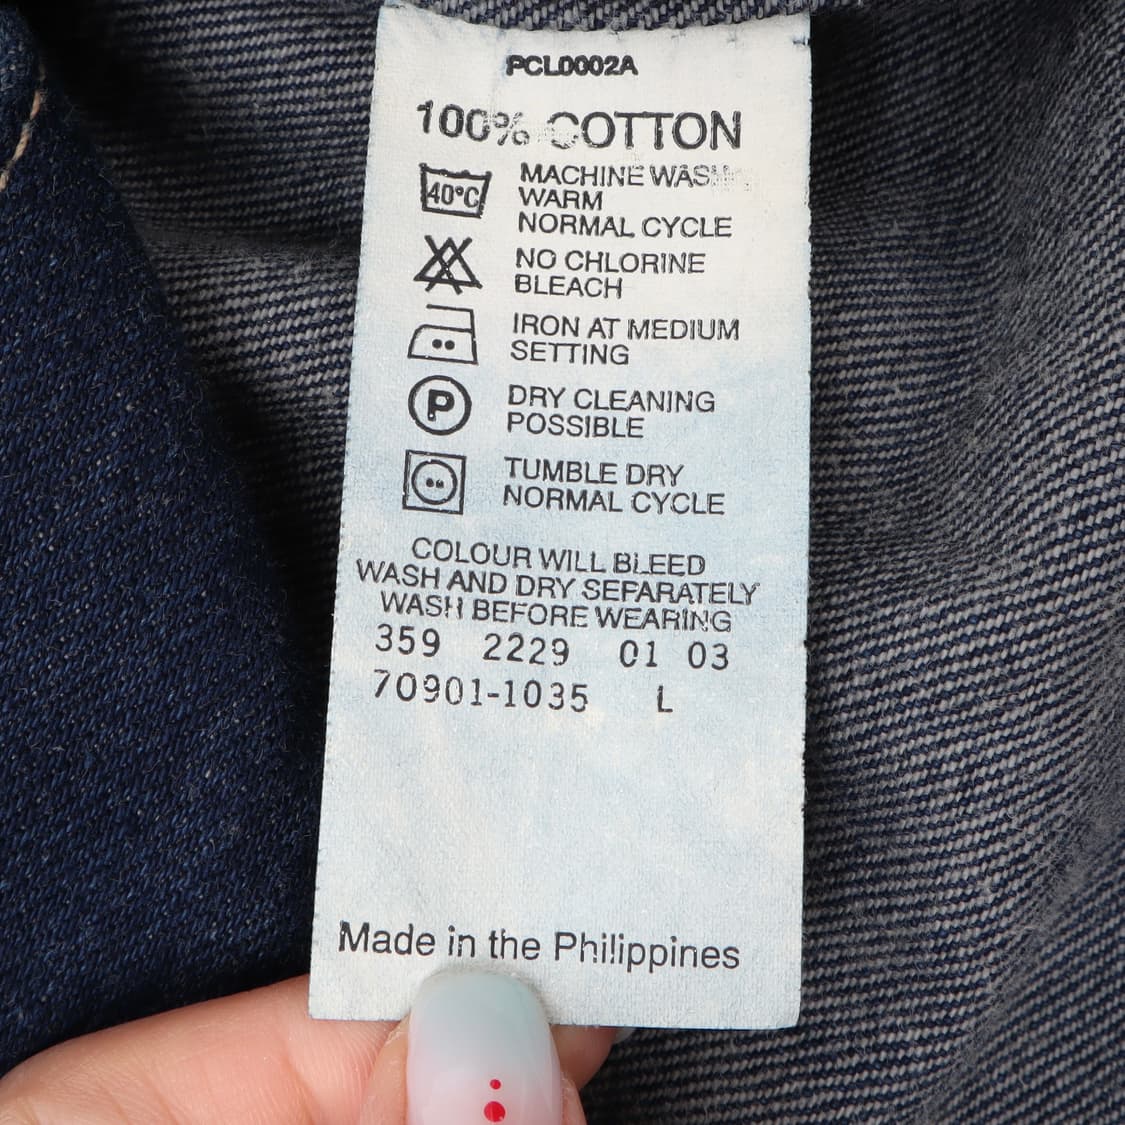 PCL0002A
100% COTTON
40°C
MACHINE WASH
WARM
NORMAL CYCLE
NO CHLORINE
BLEACH
IRON AT MEDIUM
SETTING
P
DRY CLEANING
POSSIBLE
TUMBLE DRY
NORMAL CYCLE
COLOUR WILL BLEED
WASH AND DRY SEPARATELY
WASH BEFORE WEARING
359 2229 01 03
70901-1035 L
Made in the Philippines